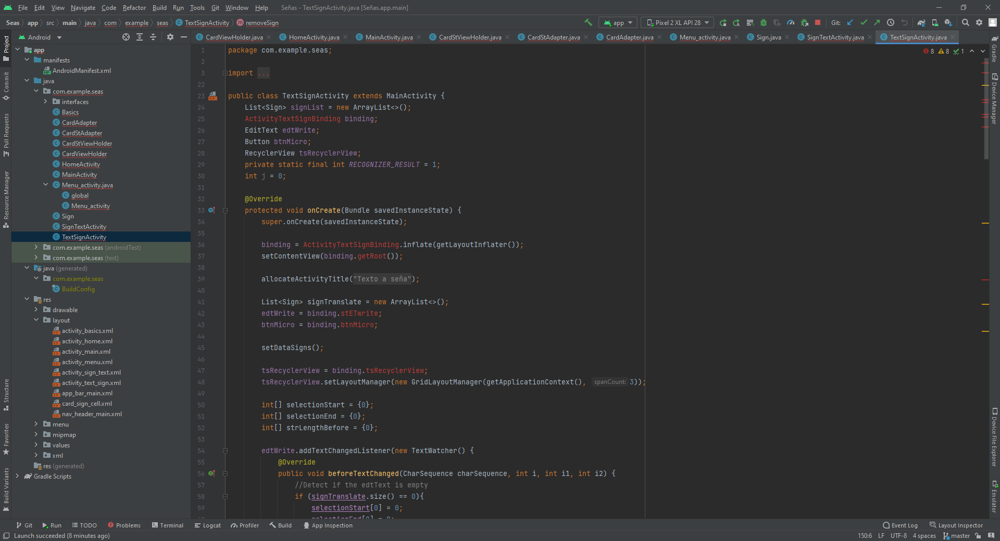 File Edit View Navigate Code Refactor Build Run Tools Git Window Help Señas - TextSignActivity.java [Señas.app.main]
Seas app src main java com example seas TextSignActivity removeSign app Pixel 2 XL API 28 Git:
Android CardViewHolder.java HomeActivity.java MainActivity.java CardStViewHolder.java CardStAdapter.java CardAdapter.java Menu_activity.java Sign.java SignTextActivity.java TextSignActivity.java
Project
Commit
Pull Requests
Resource Manager
Structure
Favorites
Build Variants
app
manifests
AndroidManifest.xml
java
com.example.seas
interfaces
Basics
CardAdapter
CardStAdapter
CardStViewHolder
CardViewHolder
HomeActivity
MainActivity
Menu_activity.java
global
Menu_activity
Sign
SignTextActivity
TextSignActivity
com.example.seas (androidTest)
com.example.seas (test)
java (generated)
com.example.seas
BuildConfig
res
drawable
layout
activity_basics.xml
activity_home.xml
activity_main.xml
activity_menu.xml
activity_sign_text.xml
activity_text_sign.xml
app_bar_main.xml
card_sign_cell.xml
nav_header_main.xml
menu
mipmap
values
xml
res (generated)
Gradle Scripts
8 8 1
1 package com.example.seas;
2
3 import ...
22
23 public class TextSignActivity extends MainActivity {
24 List<Sign> signList = new ArrayList<>();
25 ActivityTextSignBinding binding;
26 EditText edtWrite;
27 Button btnMicro;
28 RecyclerView tsRecyclerView;
29 private static final int RECOGNIZER_RESULT = 1;
30 int j = 0;
31
32 @Override
33 protected void onCreate(Bundle savedInstanceState) {
34 super.onCreate(savedInstanceState);
35
36 binding = ActivityTextSignBinding.inflate(getLayoutInflater());
37 setContentView(binding.getRoot());
38
39 allocateActivityTitle("Texto a seña");
40
41 List<Sign> signTranslate = new ArrayList<>();
42 edtWrite = binding.stETwrite;
43 btnMicro = binding.btnMicro;
44
45 setDataSigns();
46
47 tsRecyclerView = binding.tsRecyclerView;
48 tsRecyclerView.setLayoutManager(new GridLayoutManager(getApplicationContext(), spanCount: 3));
49
50 int[] selectionStart = {0};
51 int[] selectionEnd = {0};
52 int[] strLengthBefore = {0};
53
54 edtWrite.addTextChangedListener(new TextWatcher() {
55 @Override
56 public void beforeTextChanged(CharSequence charSequence, int i, int i1, int i2) {
57 //Detect if the edtText is empty
58 if (signTranslate.size() == 0){
59 selectionStart[0] = 0;
Gradle
Device Manager
Device File Explorer
Emulator
Git Run TODO Problems Terminal Logcat Profiler Build App Inspection Event Log Layout Inspector
Launch succeeded (8 minutes ago) 150:6 LF UTF-8 4 spaces master